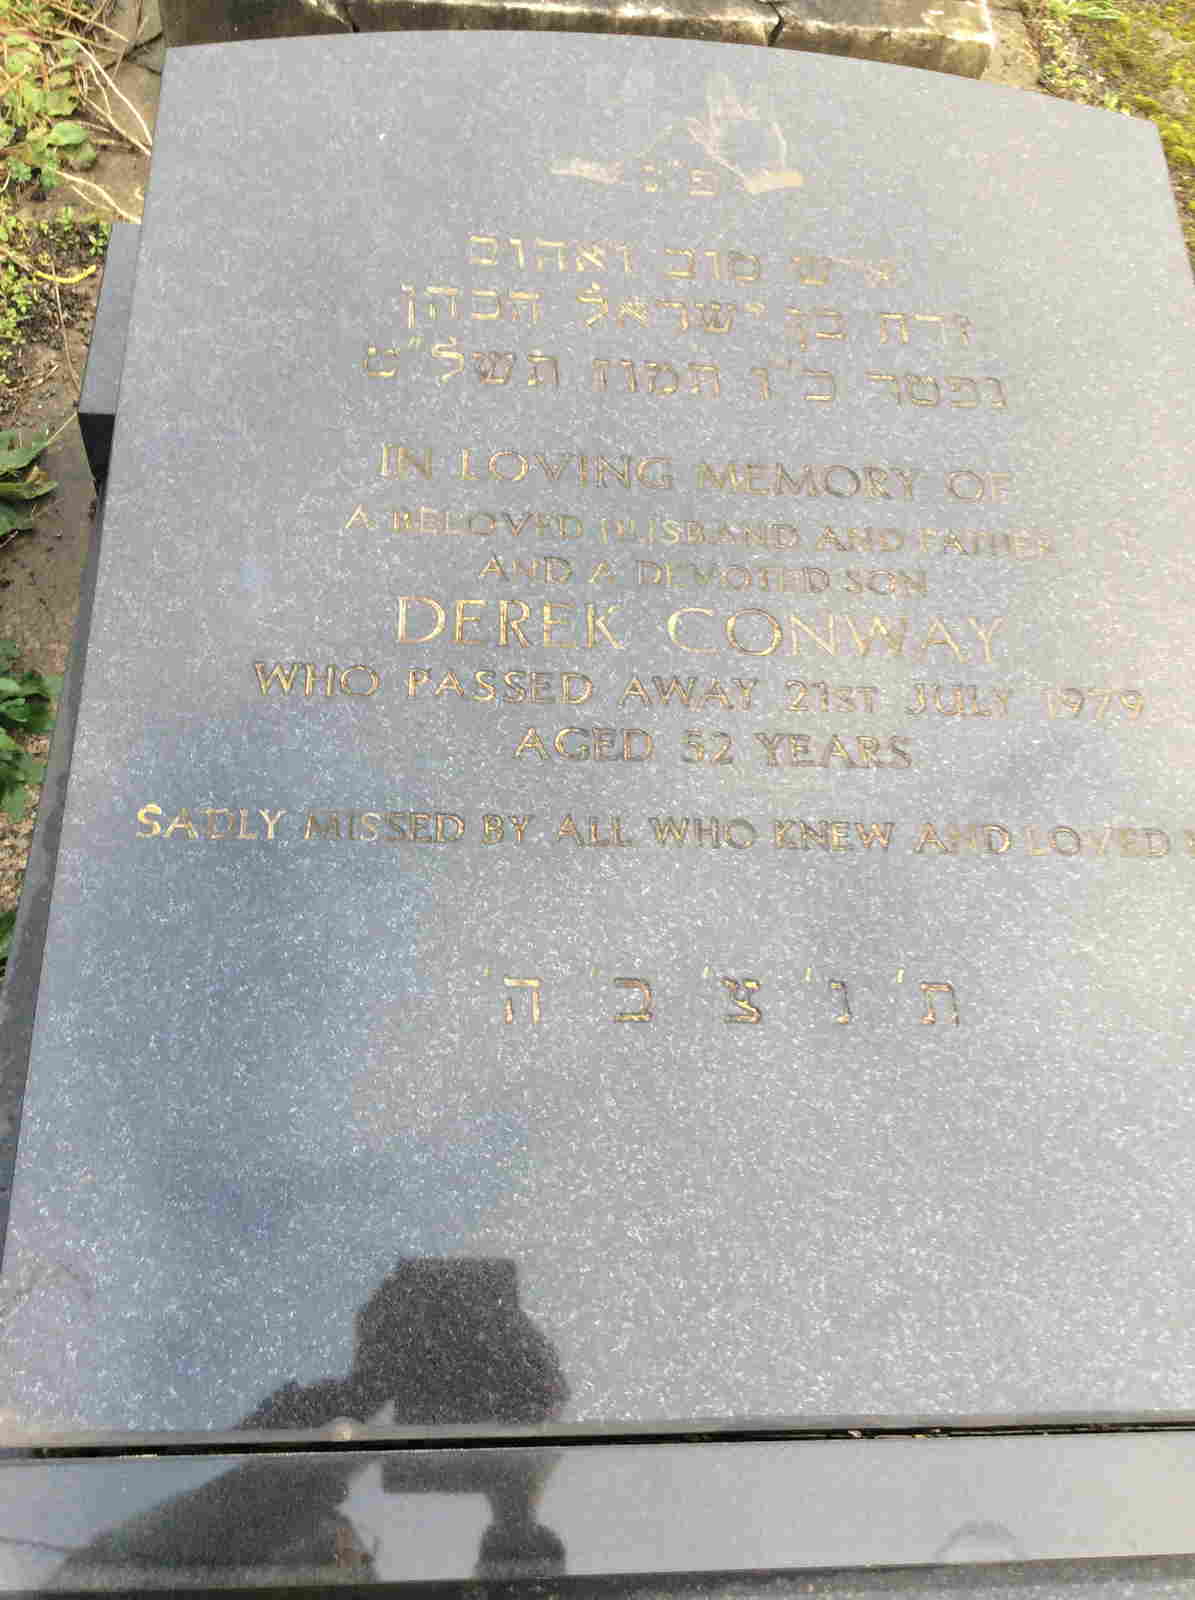 פ״נ
איש טוב ואהוב
זרח בן ישראל הכהן
נפטר כ״ו תמוז תשל״ט
IN LOVING MEMORY OF
A BELOVED HUSBAND AND FATHER
AND A DEVOTED SON
DEREK CONWAY
WHO PASSED AWAY 21ST JULY 1979
AGED 52 YEARS
SADLY MISSED BY ALL WHO KNEW AND LOVED
ת' נ' צ' ב' ה'